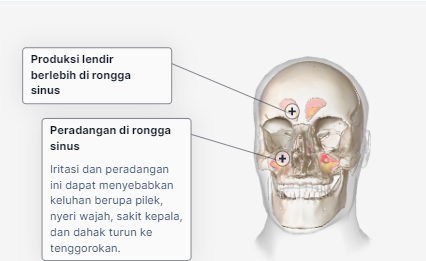 Produksi lendir
berlebih di rongga
sinus
Peradangan di rongga
sinus
Iritasi dan peradangan
ini dapat menyebabkan
keluhan berupa pilek,
nyeri wajah, sakit kepala,
dan dahak turun ke
tenggorokan.